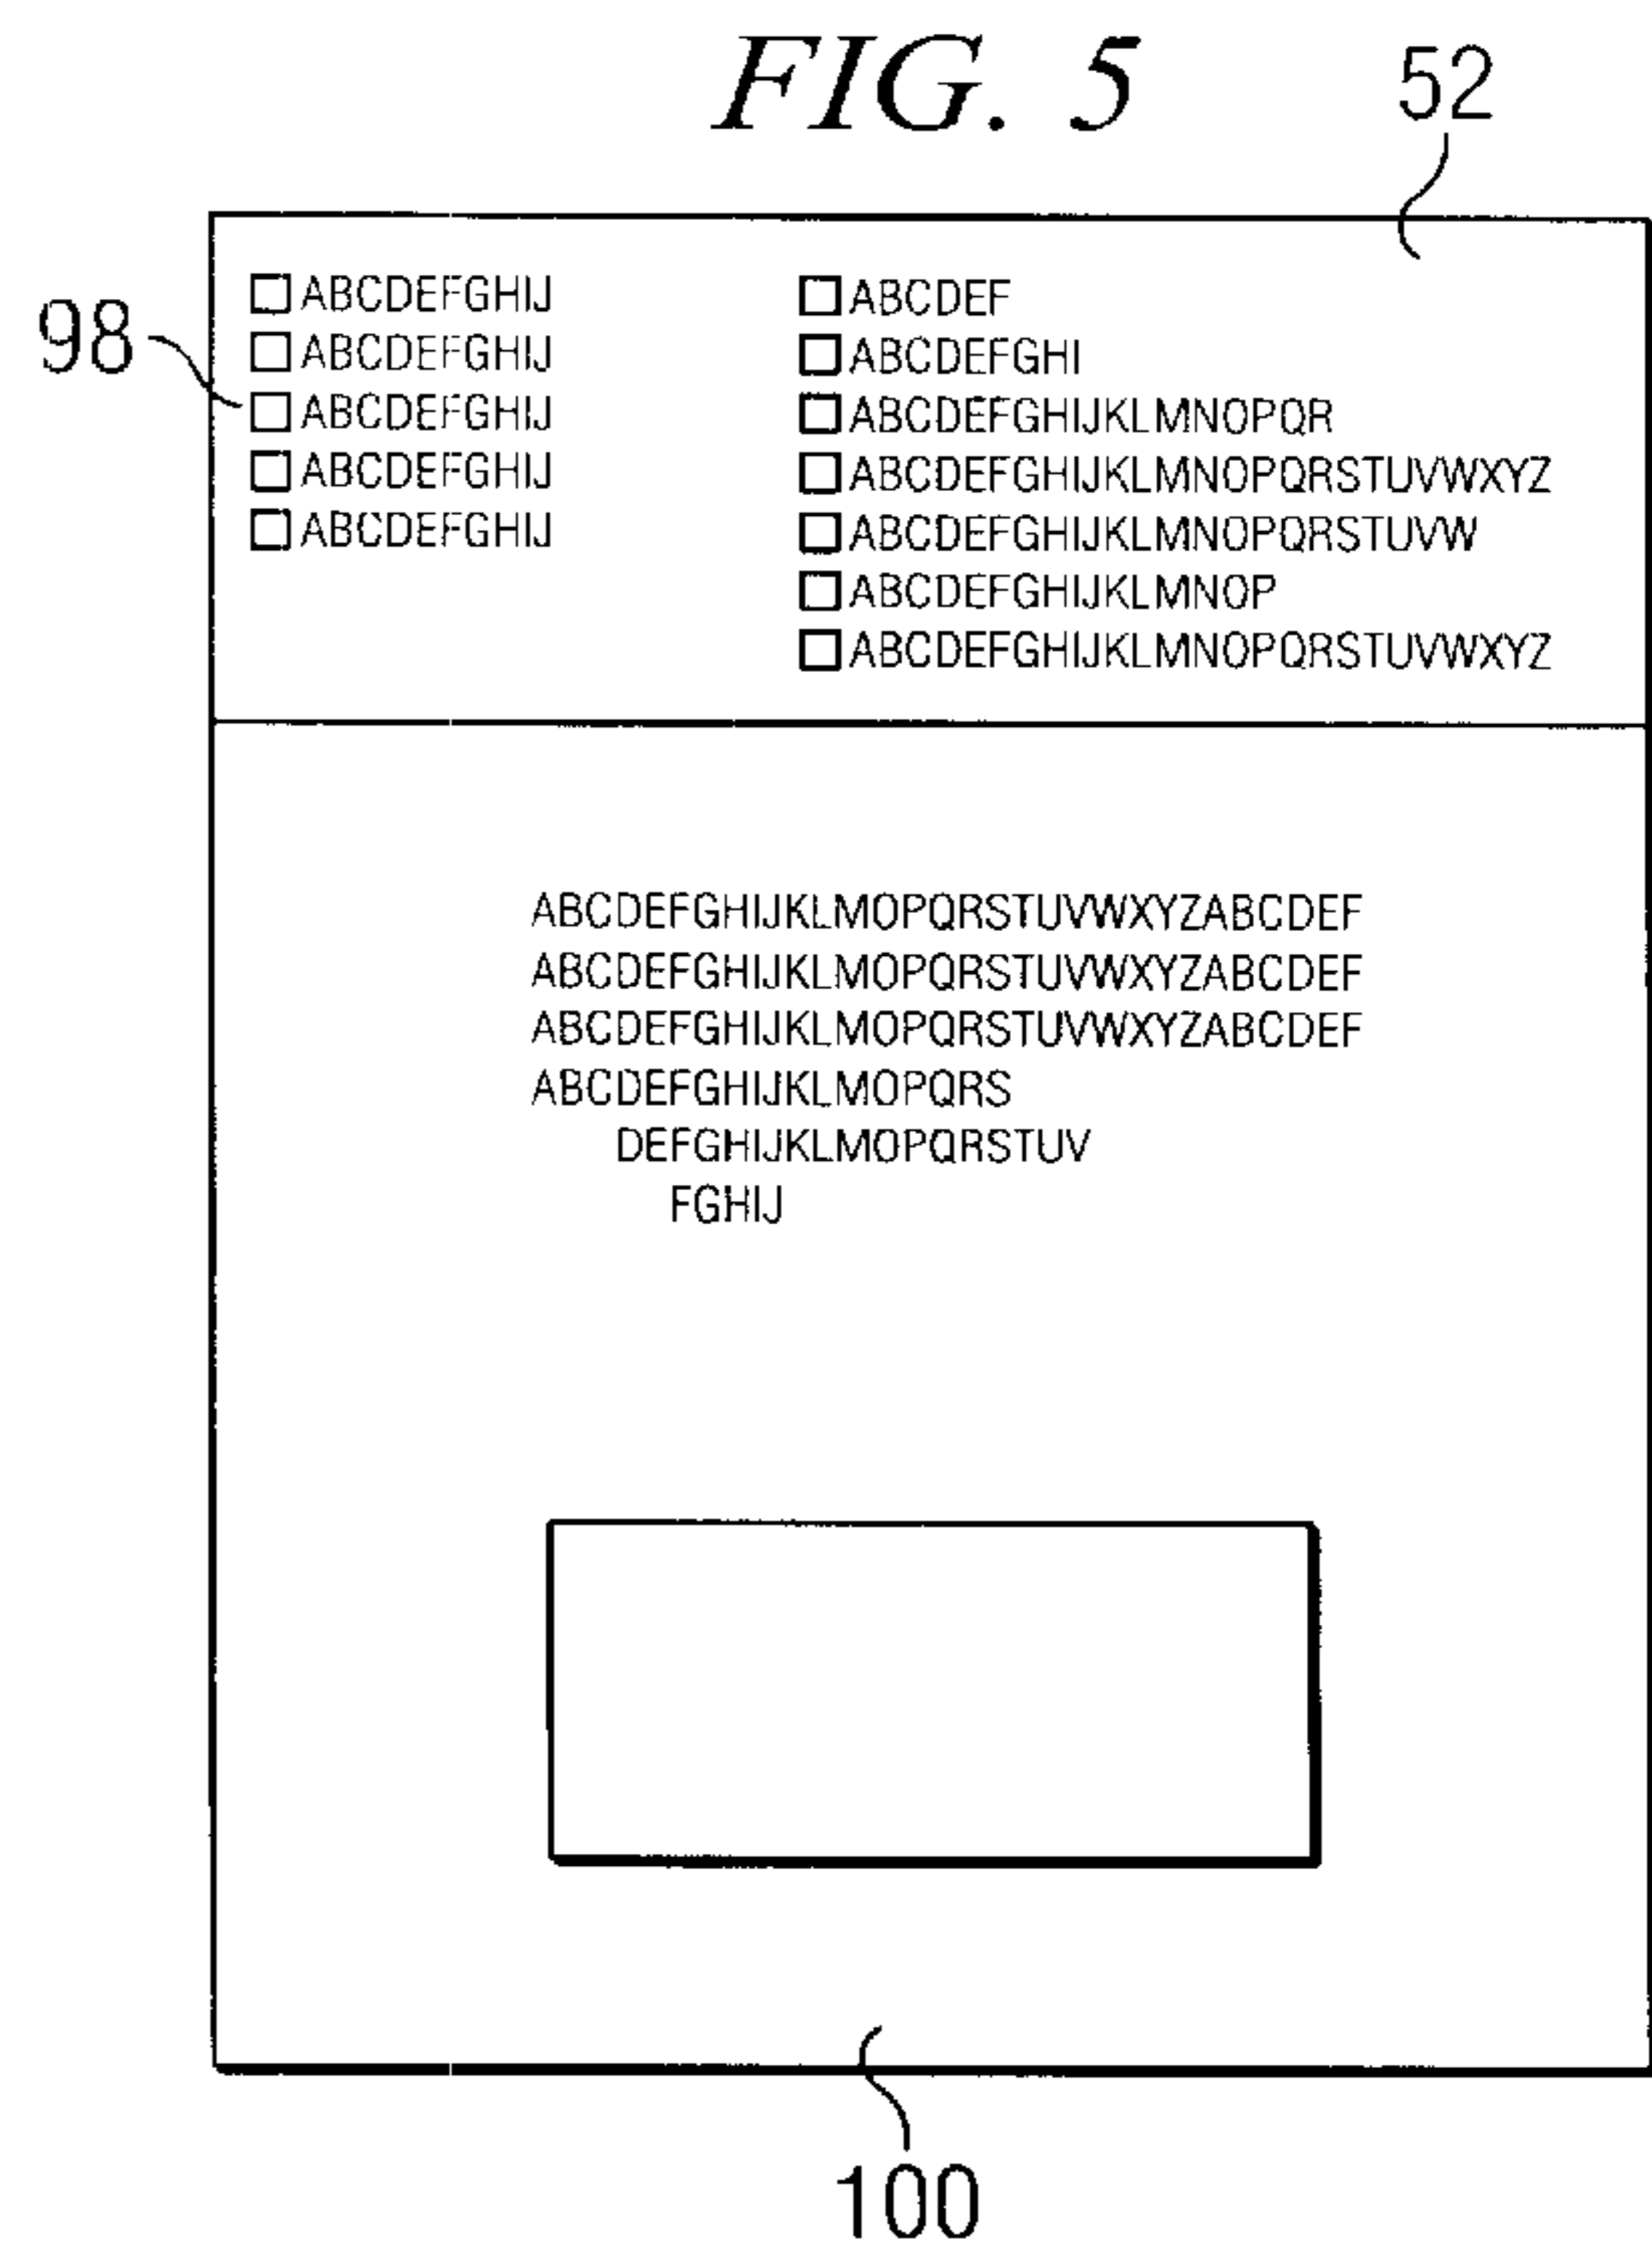 FIG. 5
52
98
ABCDEFGHIJ
ABCDEFGHIJ
ABCDEFGHIJ
ABCDEFGHIJ
ABCDEFGHIJ
ABCDEF
ABCDEFGHI
ABCDEFGHIJKLMNOPQR
ABCDEFGHIJKLMNOPQRSTUVWXYZ
ABCDEFGHIJKLMNOPQRSTUVW
ABCDEFGHIJKLMNOP
ABCDEFGHIJKLMNOPQRSTUVWXYZ
ABCDEFGHIJKLMOPQRSTUVWXYZABCDEF
ABCDEFGHIJKLMOPQRSTUVWXYZABCDEF
ABCDEFGHIJKLMOPQRSTUVWXYZABCDEF
ABCDEFGHIJKLMOPQRS
DEFGHIJKLMOPQRSTUV
FGHIJ
100